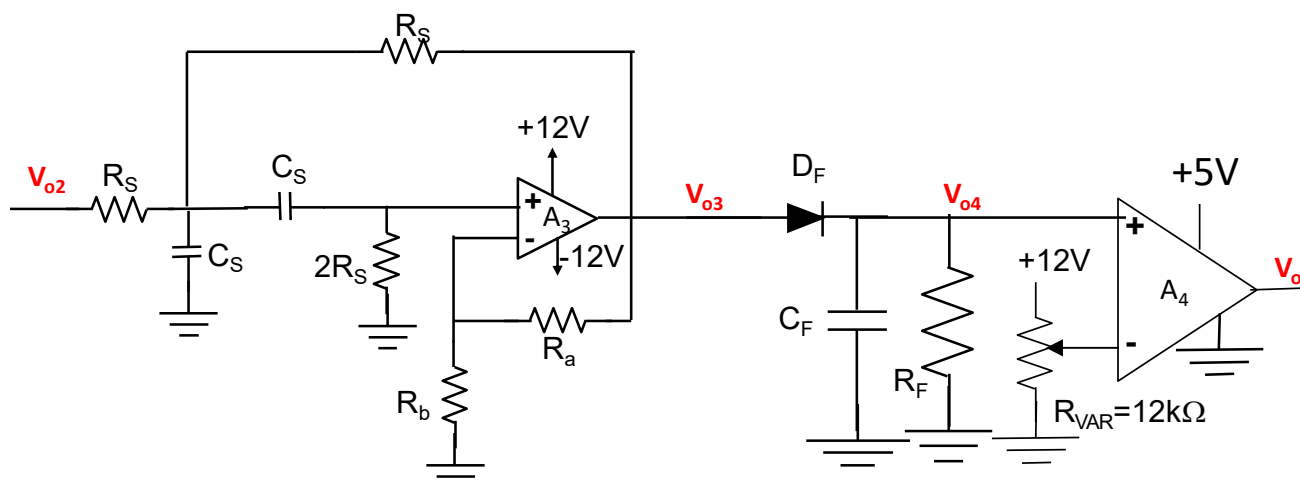 R_S
+12V
V_o2
R_S
C_S
+
A_3
-
V_o3
D_F
V_o4
+5V
C_S
2R_S
-12V
+
+12V
A_4
V_o
C_F
-
R_a
R_F
R_b
R_VAR=12kΩ